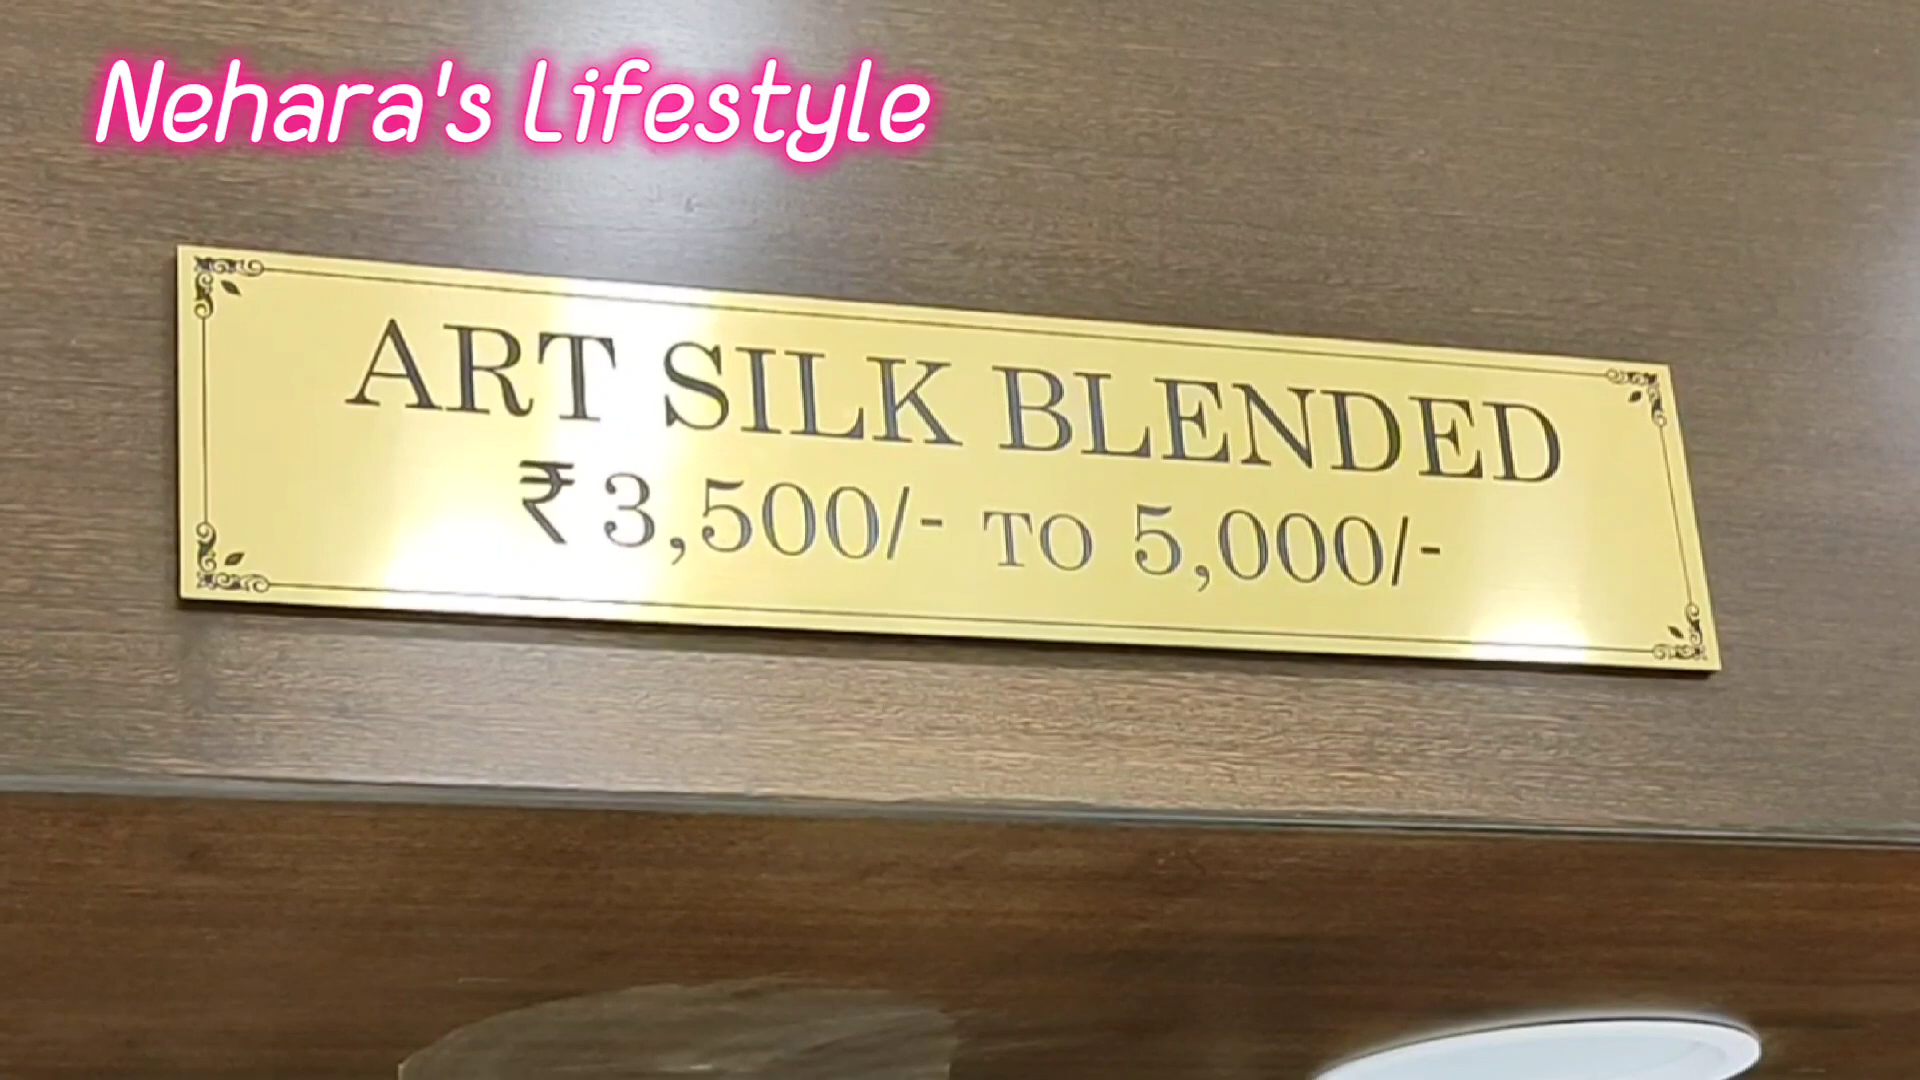 Nehara's Lifestyle
ART SILK BLENDED
₹ 3,500/- TO 5,000/-